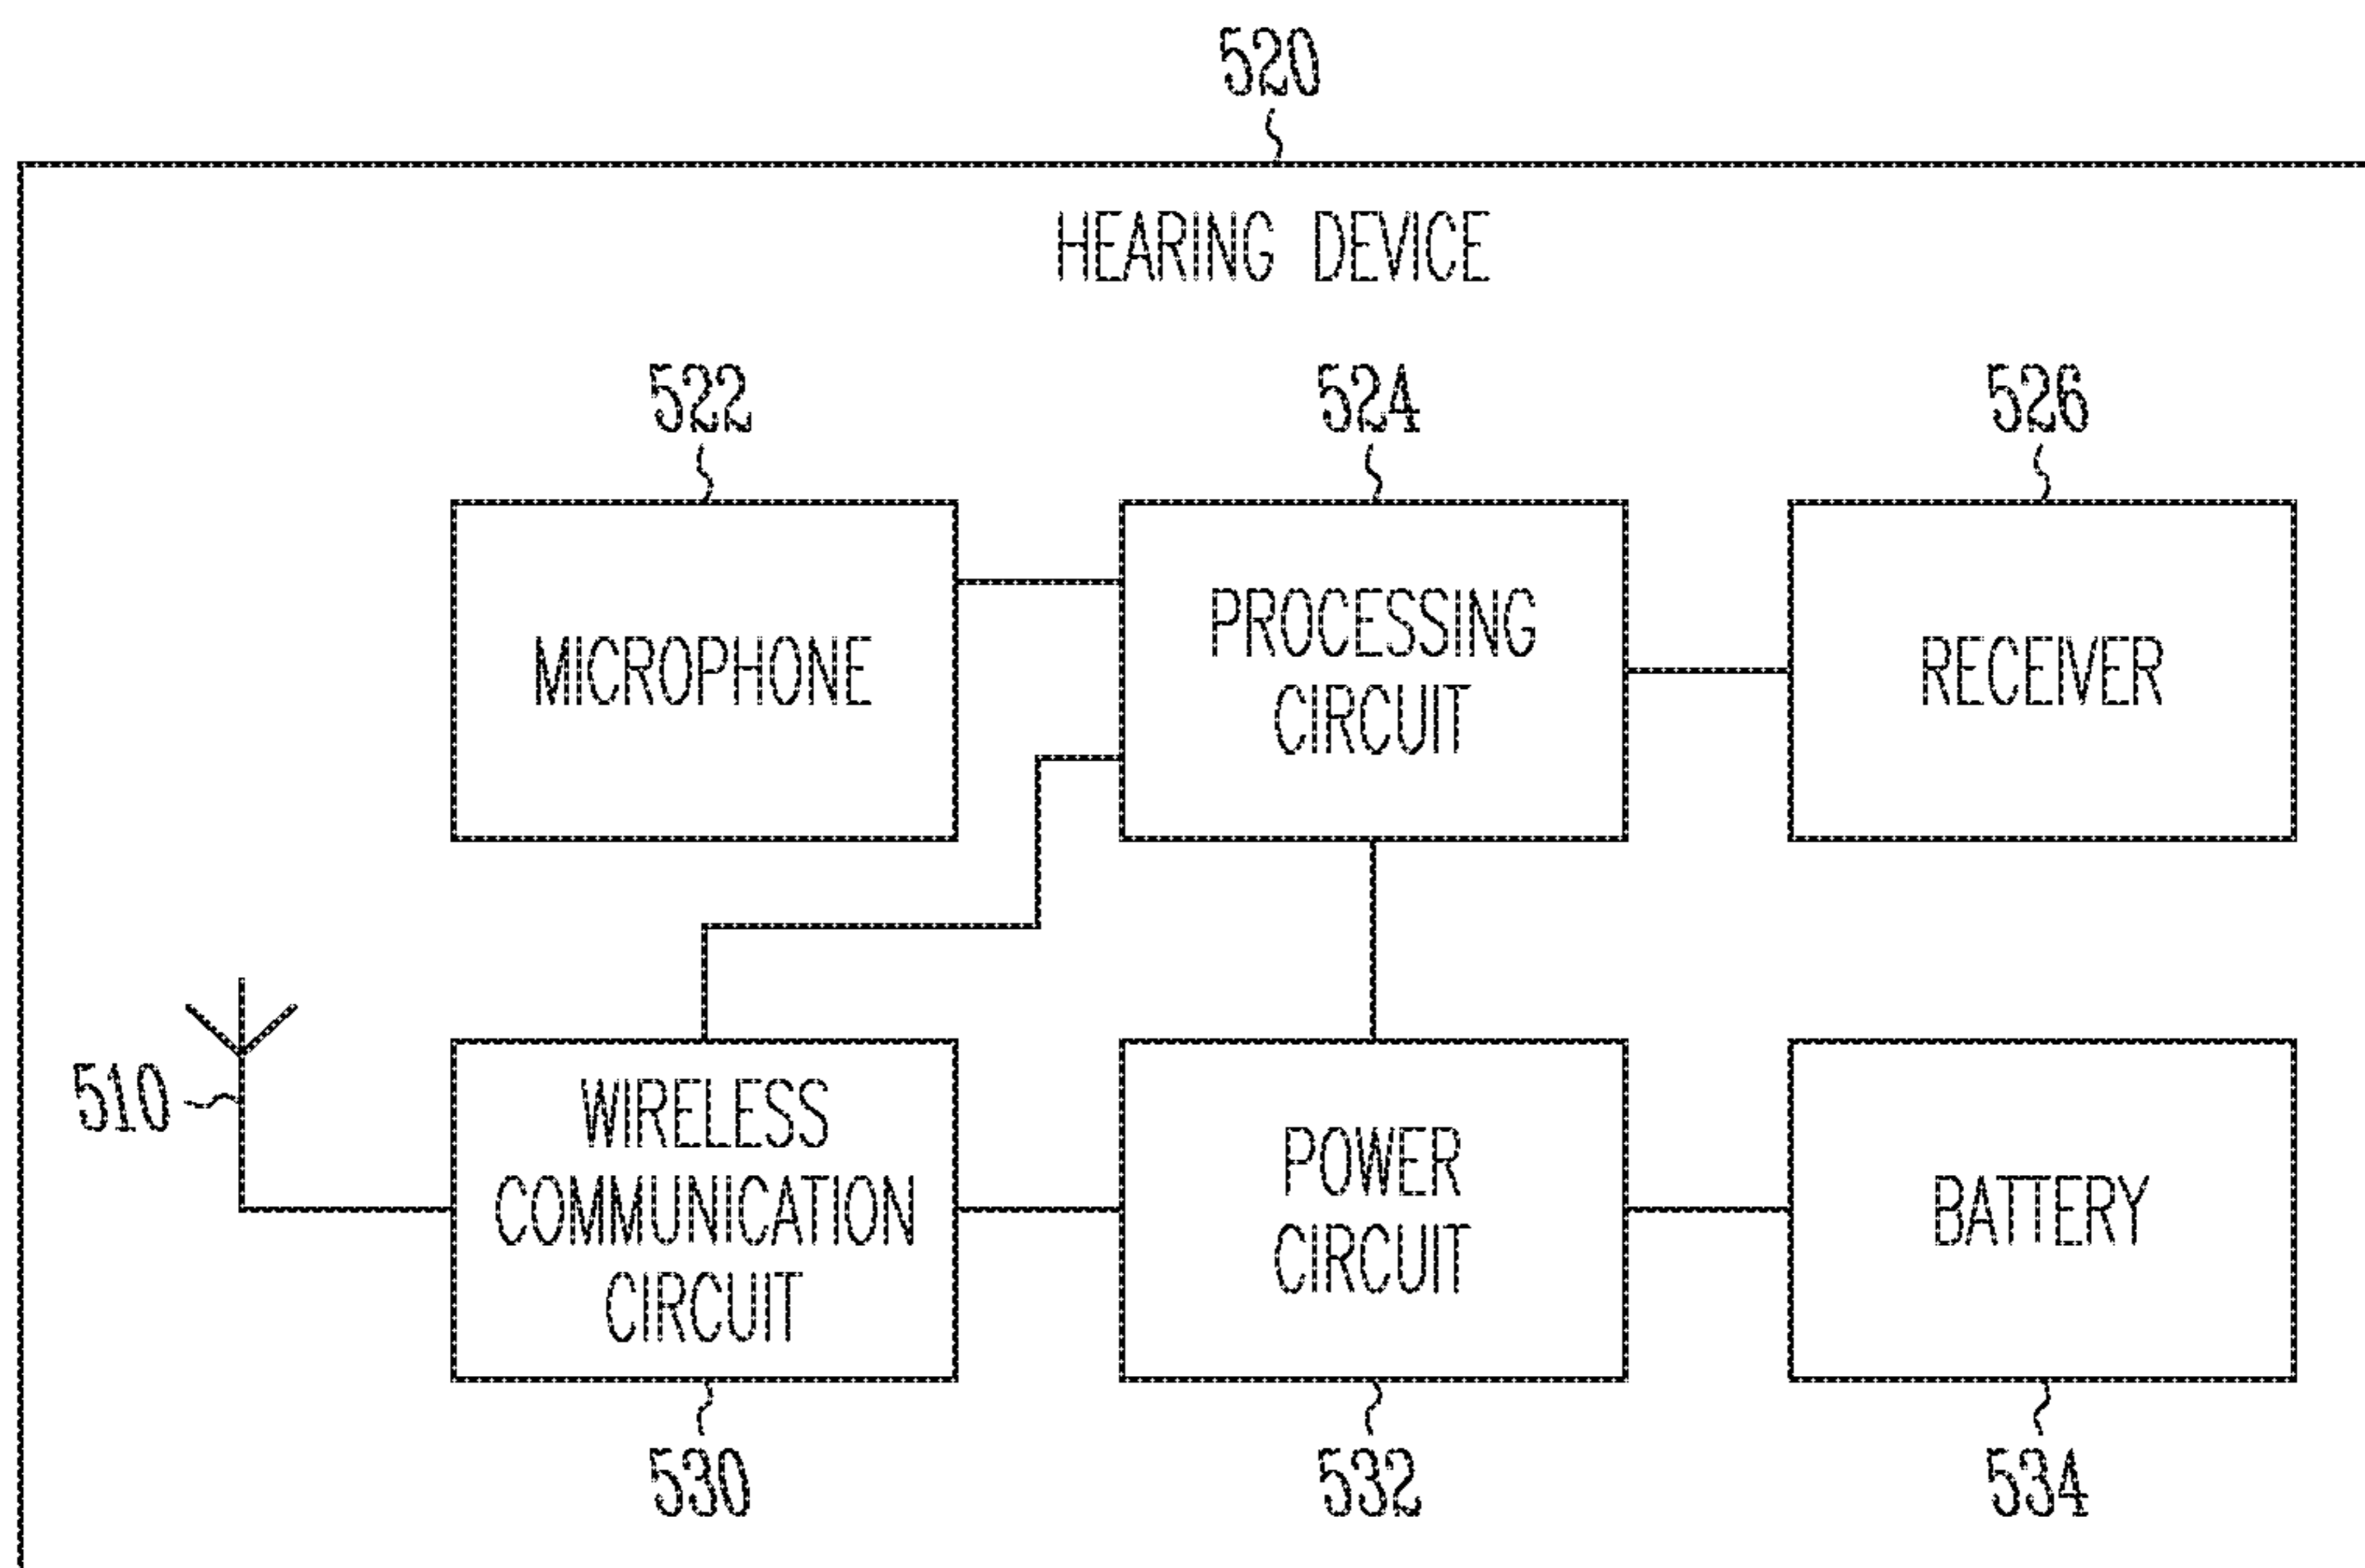 520
HEARING DEVICE
522
524
526
MICROPHONE
PROCESSING
CIRCUIT
RECEIVER
510
WIRELESS
COMMUNICATION
CIRCUIT
POWER
CIRCUIT
BATTERY
530
532
534